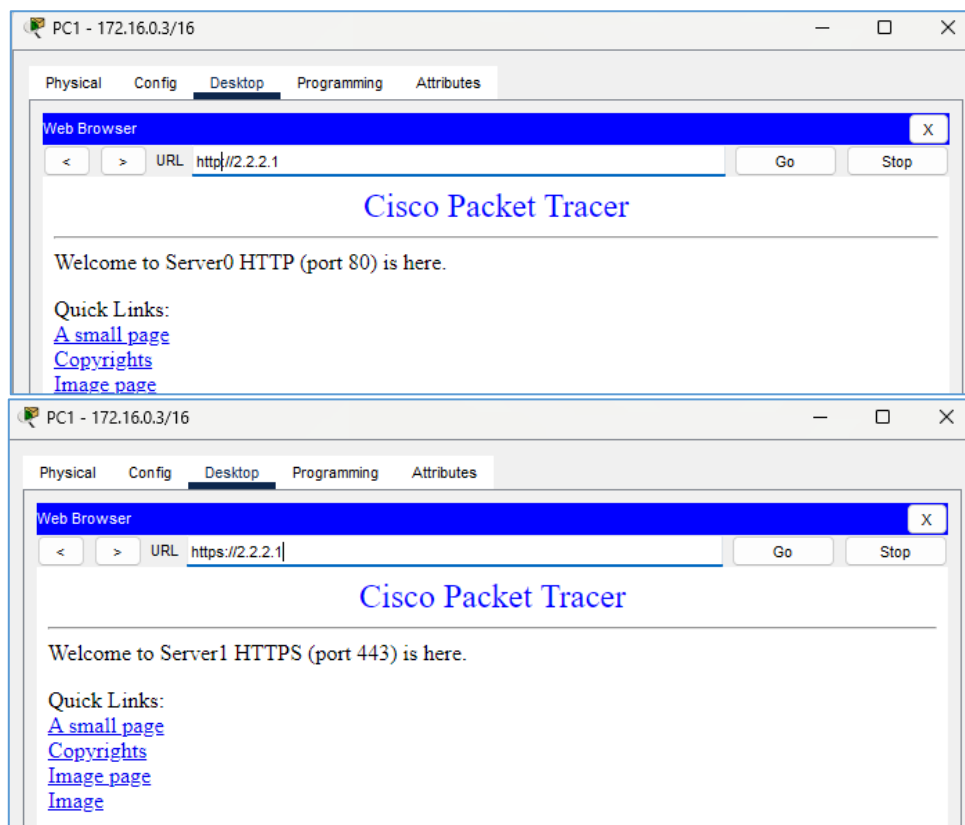 PC1 - 172.16.0.3/16
Physical Config Desktop Programming Attributes
Web Browser X
< > URL http://2.2.2.1 Go Stop
Cisco Packet Tracer
Welcome to Server0 HTTP (port 80) is here.
Quick Links:
A small page
Copyrights
Image page
PC1 - 172.16.0.3/16
Physical Config Desktop Programming Attributes
Web Browser X
< > URL https://2.2.2.1 Go Stop
Cisco Packet Tracer
Welcome to Server1 HTTPS (port 443) is here.
Quick Links:
A small page
Copyrights
Image page
Image